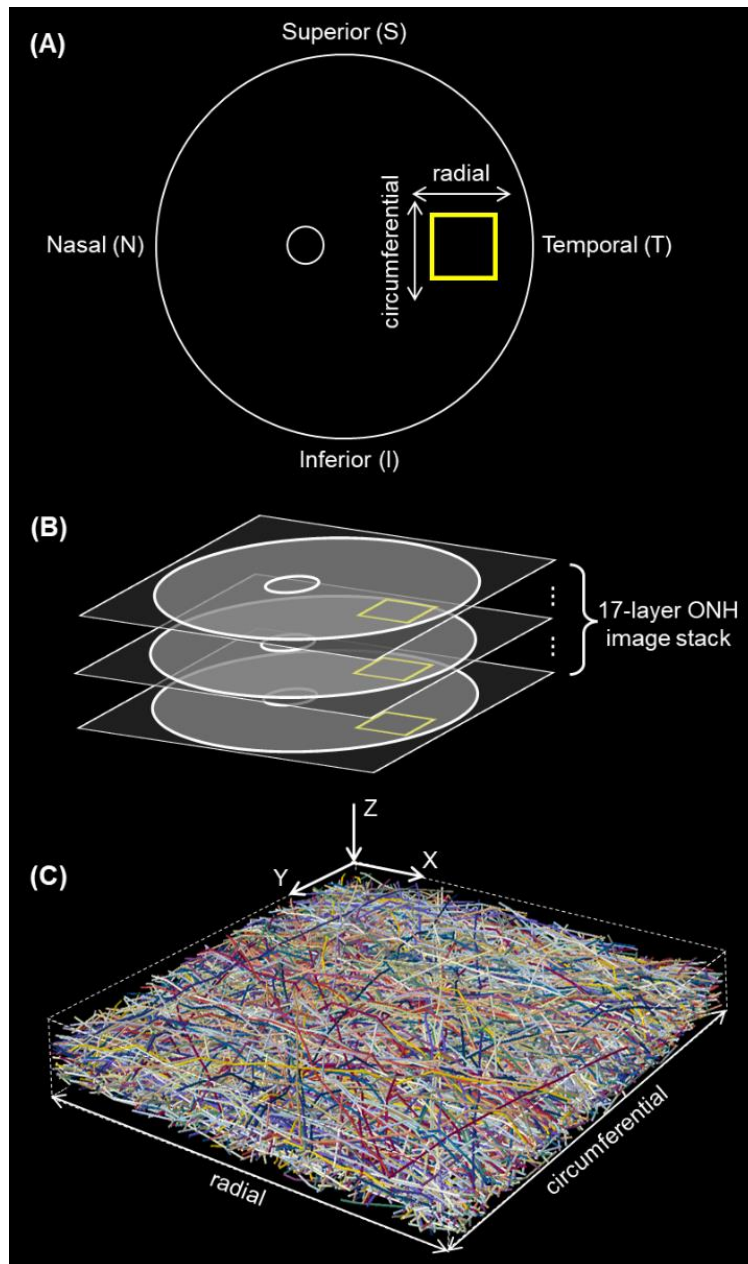 (A)
Superior (S)
radial
circumferential
Nasal (N)
Temporal (T)
Inferior (I)
(B)
17-layer ONH
image stack
(C)
Z
Y
X
radial
circumferential